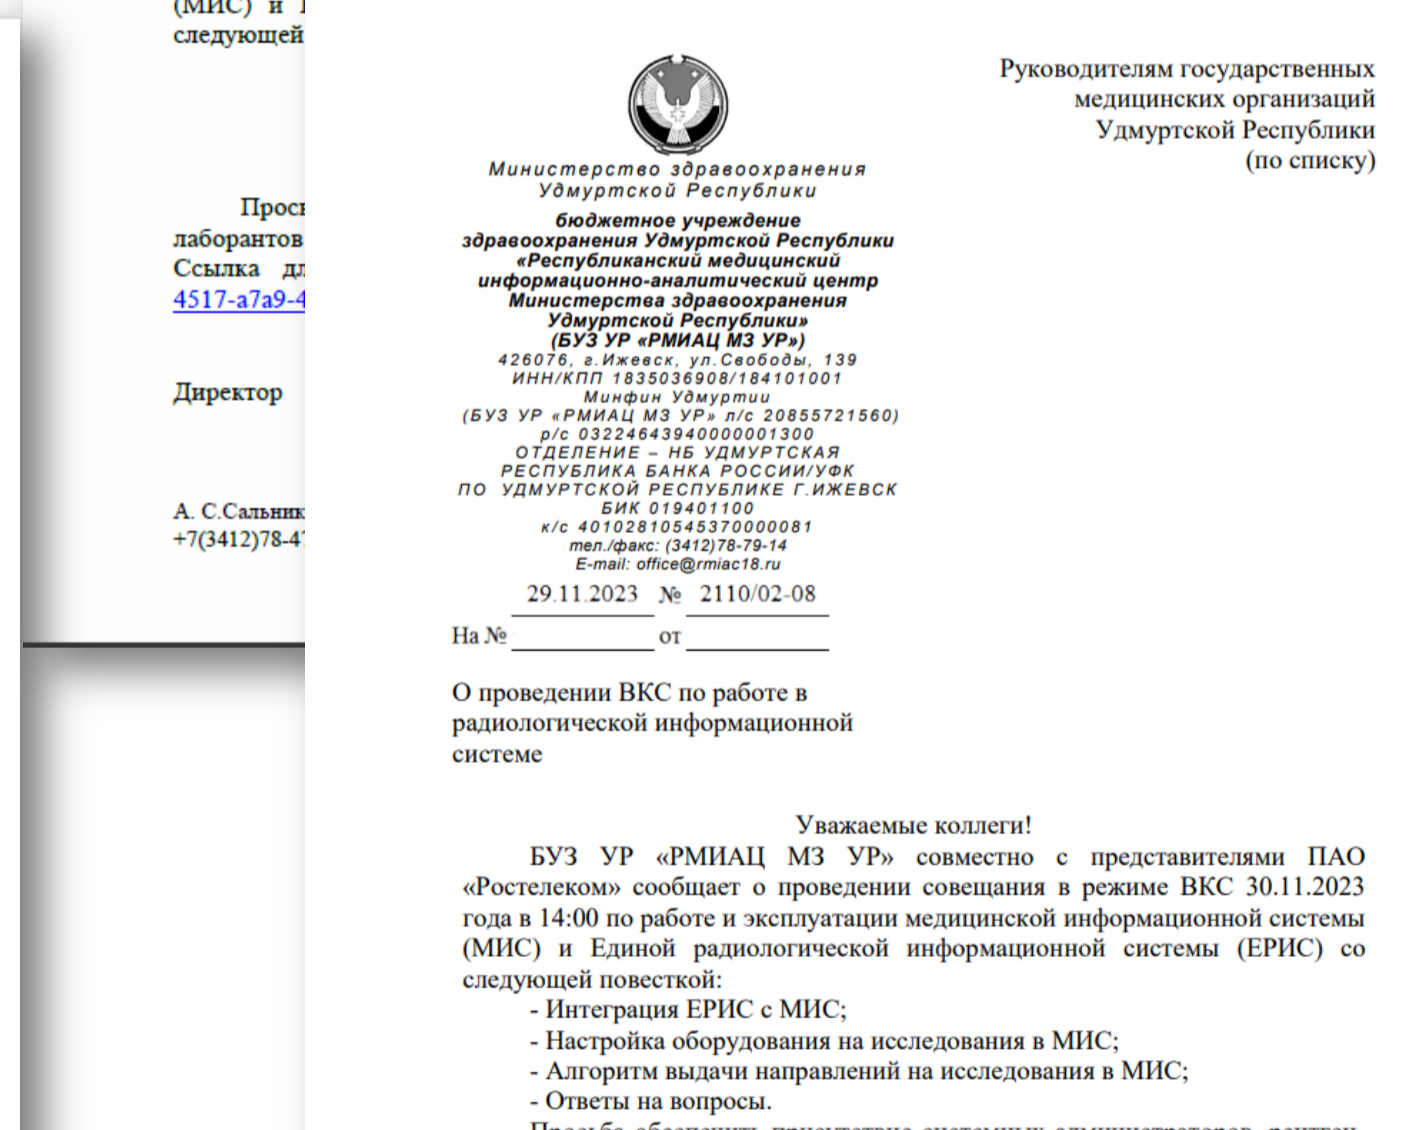 (МИС) и
следующей
лаборантов
Ссылка
4517-a7a9-4
Директор
А. С.Сальник
+7(3412)78-47
Руководителям государственных
медицинских организаций
Удмуртской Республики
(по списку)
Министерство здравоохранения
Удмуртской Республики
бюджетное учреждение
здравоохранения Удмуртской Республики
«Республиканский медицинский
информационно-аналитический центр
Министерства здравоохранения
Удмуртской Республики»
(БУЗ УР «РМИАЦ МЗ УР»)
426076, г.Ижевск, ул.Свободы, 139
ИНН/КПП 1835036908/184101001
Минфин Удмуртии
(БУЗ УР «РМИАЦ МЗ УР» л/с 20855721560)
р/с 03224643940000001300
ОТДЕЛЕНИЕ – НБ УДМУРТСКАЯ
РЕСПУБЛИКА БАНКА РОССИИ/УФК
ПО УДМУРТСКОЙ РЕСПУБЛИКЕ Г.ИЖЕВСК
БИК 019401100
к/с 40102810545370000081
тел./факс: (3412)78-79-14
E-mail: office@rmiac18.ru
29.11.2023 № 2110/02-08
На № от
О проведении ВКС по работе в
радиологической информационной
системе
Уважаемые коллеги!
БУЗ УР «РМИАЦ МЗ УР» совместно с представителями ПАО
«Ростелеком» сообщает о проведении совещания в режиме ВКС 30.11.2023
года в 14:00 по работе и эксплуатации медицинской информационной системы
(МИС) и Единой радиологической информационной системы (ЕРИС) со
следующей повесткой:
- Интеграция ЕРИС с МИС;
- Настройка оборудования на исследования в МИС;
- Алгоритм выдачи направлений на исследования в МИС;
- Ответы на вопросы.